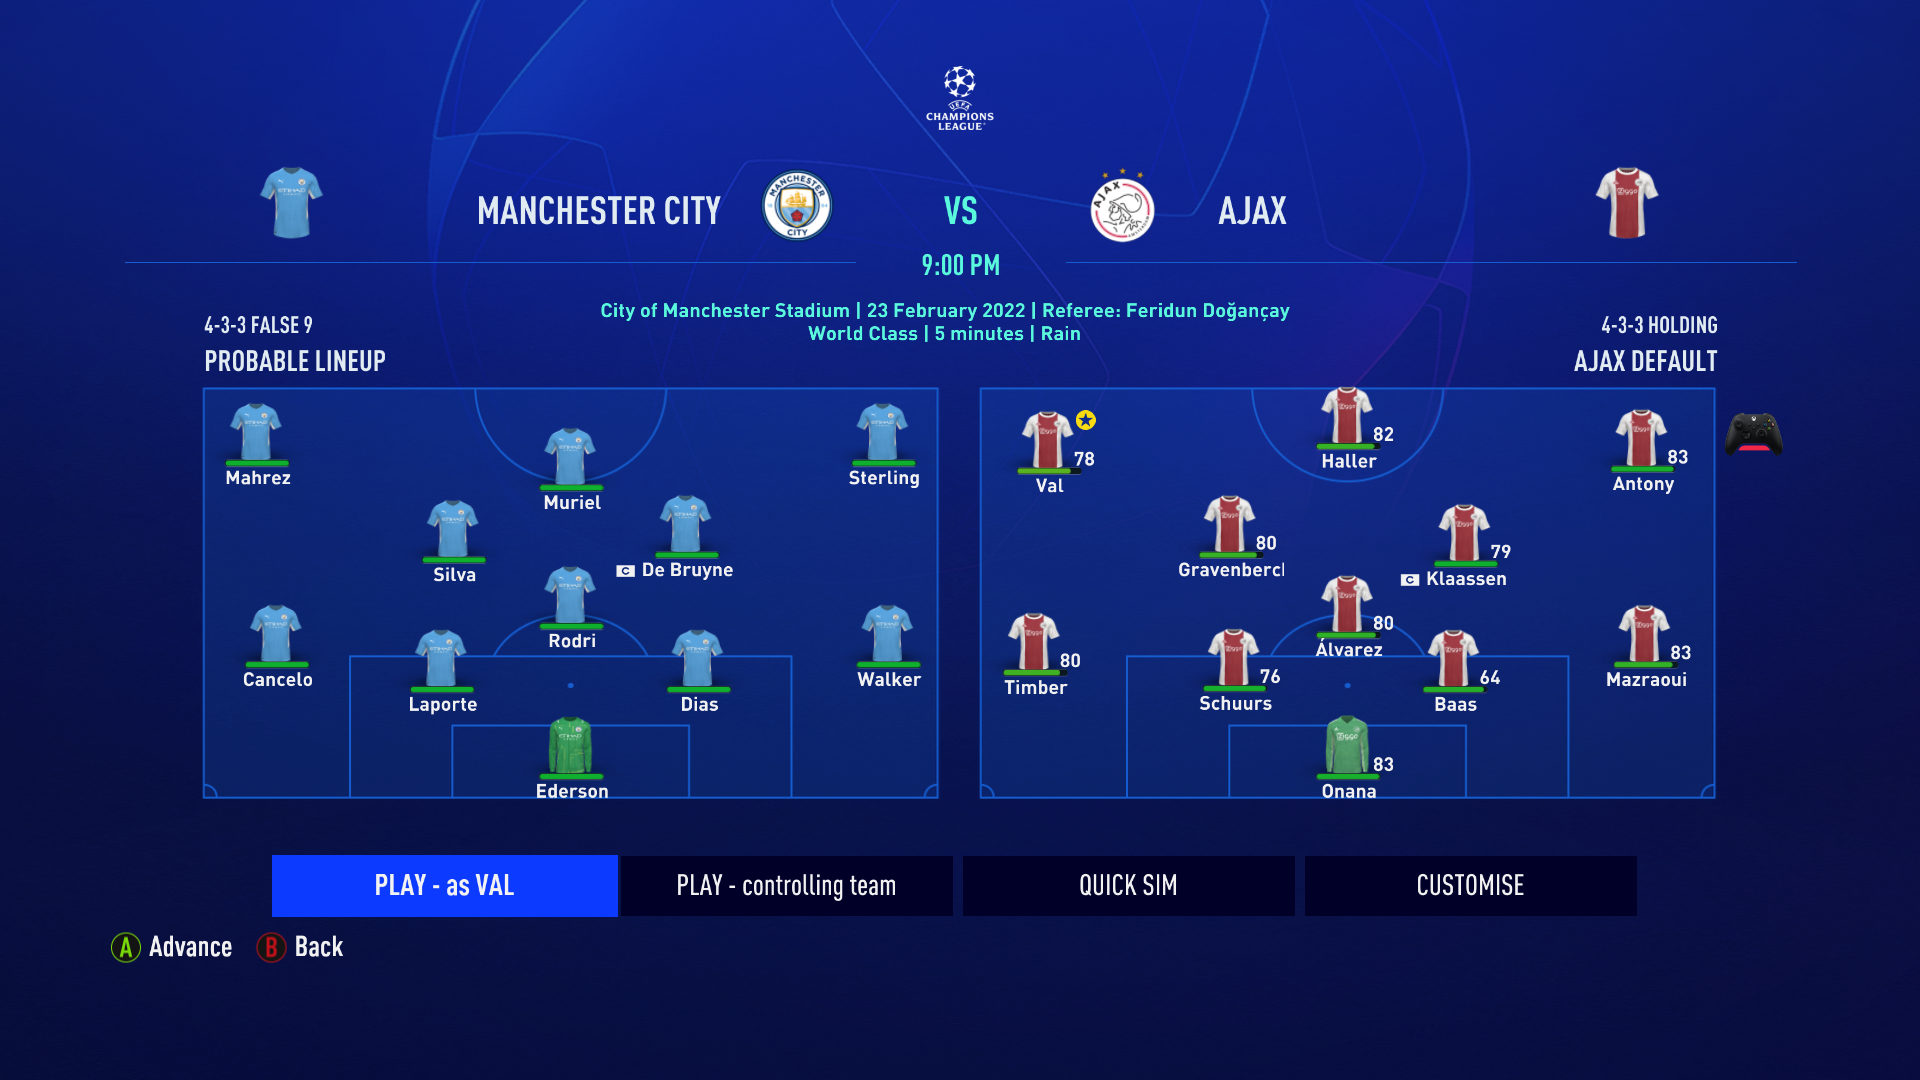 UEFA
CHAMPIONS
LEAGUE
MANCHESTER CITY
MANCHESTER
CITY
VS
AJAX
AJAX
9:00 PM
City of Manchester Stadium | 23 February 2022 | Referee: Feridun Doğançay
World Class | 5 minutes | Rain
4-3-3 FALSE 9
PROBABLE LINEUP
4-3-3 HOLDING
AJAX DEFAULT
Mahrez
Muriel
Sterling
Silva
C De Bruyne
Rodri
Cancelo
Laporte
Dias
Walker
Ederson
78
Val
82
Haller
83
Antony
80
Gravenberch
79
C Klaassen
80
Álvarez
80
Timber
76
Schuurs
64
Baas
83
Mazraoui
83
Onana
PLAY - as VAL
PLAY - controlling team
QUICK SIM
CUSTOMISE
A Advance
B Back